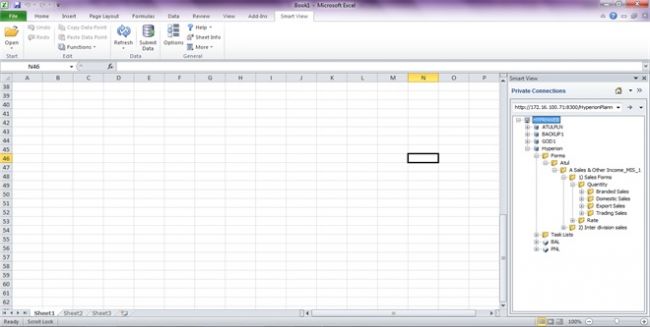 Book1 - Microsoft Excel
File Home Insert Page Layout Formulas Data Review View Add-Ins Smart View
Open Undo Redo Copy Data Point Paste Data Point Functions Refresh Submit Data Options Help Sheet Info More
Start Edit Data General
N46 fx
A B C D E F G H I J K L M N O P
38
39
40
41
42
43
44
45
46
47
48
49
50
51
52
53
54
55
56
57
58
59
60
61
62
Sheet1 Sheet2 Sheet3
Ready Scroll Lock 100%
Smart View
Private Connections
http://172.16.100.71:8300/HyperionPlann
ATULPLN
BACKUP1
GOD1
Hyperion
Forms
Atul
A Sales & Other Income_MIS_1
1) Sales Forms
Quantity
Branded Sales
Domestic Sales
Export Sales
Trading Sales
Rate
2) Inter division sales
Task Lists
BAL
PNL